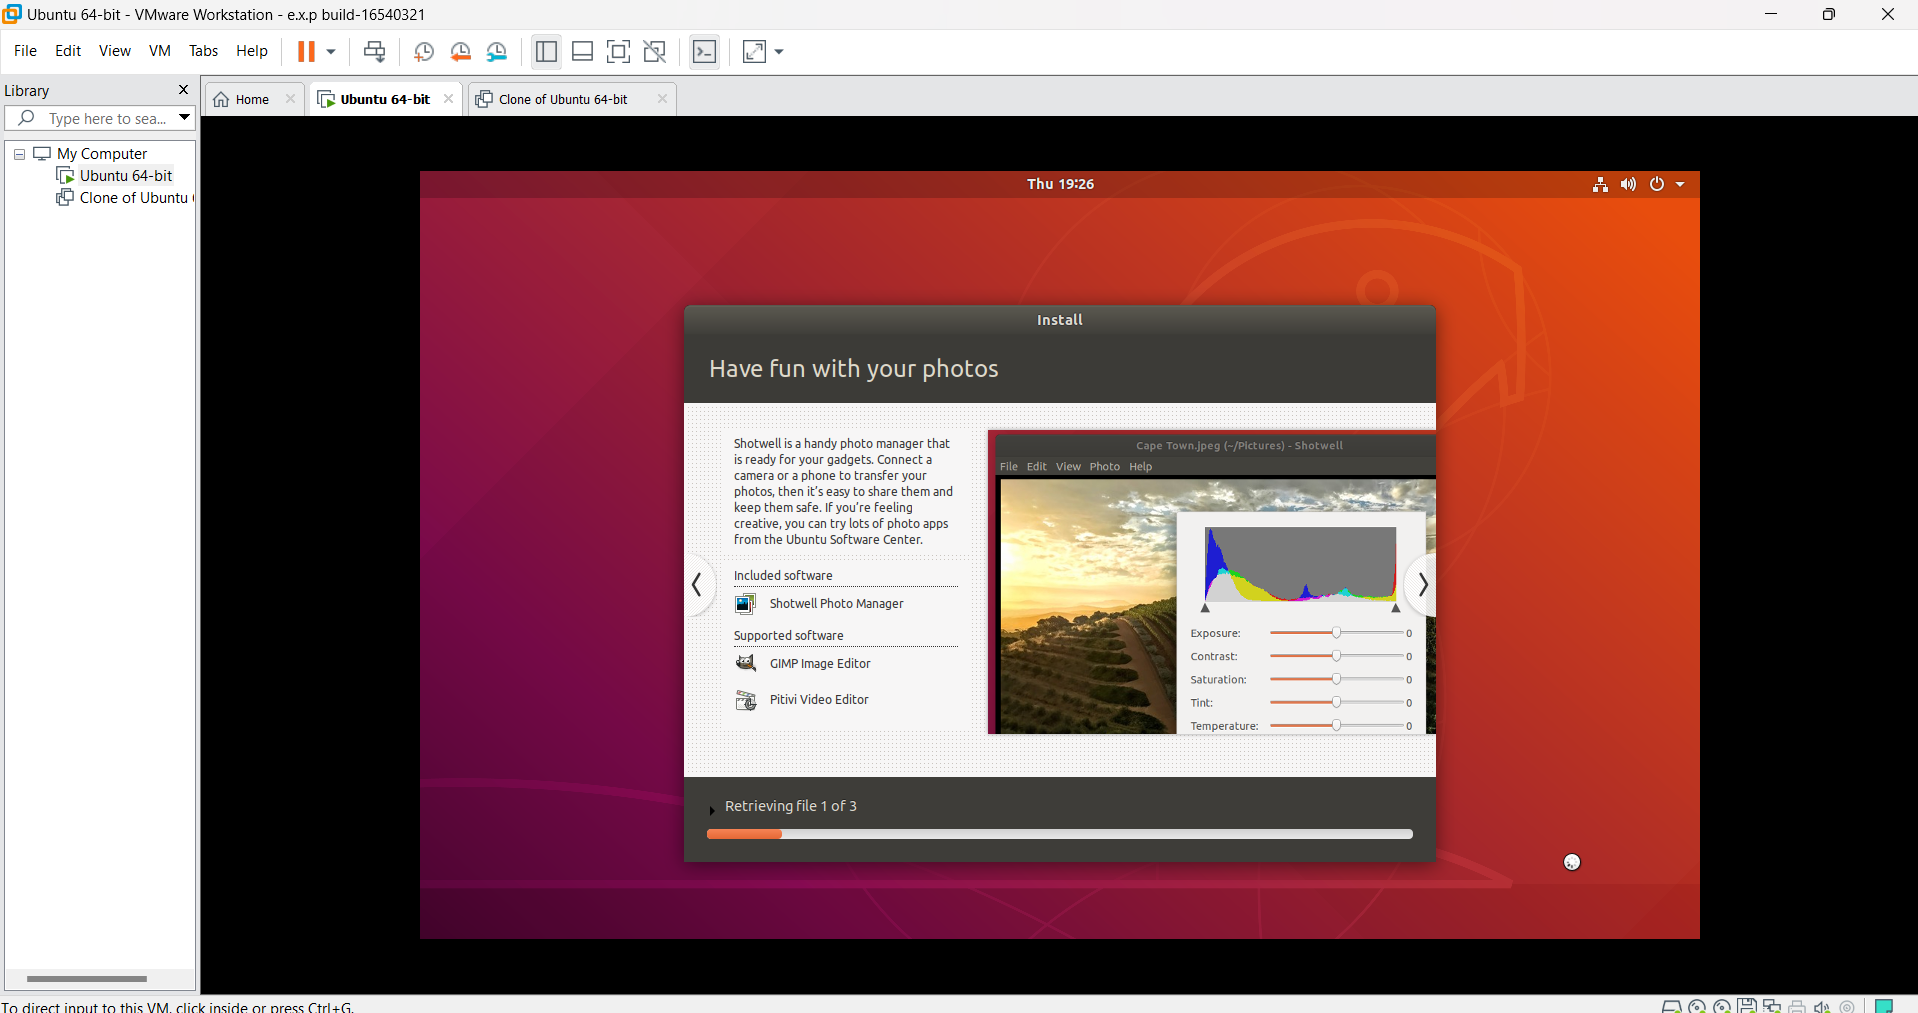 Ubuntu 64-bit - VMware Workstation - e.x.p build-16540321
File Edit View VM Tabs Help
Library
Type here to sea...
Home
Ubuntu 64-bit
Clone of Ubuntu 64-bit
My Computer
Ubuntu 64-bit
Clone of Ubuntu
Thu 19:26
Install
Have fun with your photos
Shotwell is a handy photo manager that
is ready for your gadgets. Connect a
camera or a phone to transfer your
photos, then it's easy to share them and
keep them safe. If you're feeling
creative, you can try lots of photo apps
from the Ubuntu Software Center.
Included software
Shotwell Photo Manager
Supported software
GIMP Image Editor
Pitivi Video Editor
Cape Town.jpeg (~/Pictures) - Shotwell
File Edit View Photo Help
Exposure: 0
Contrast: 0
Saturation: 0
Tint: 0
Temperature: 0
Retrieving file 1 of 3
To direct input to this VM, click inside or press Ctrl+G.